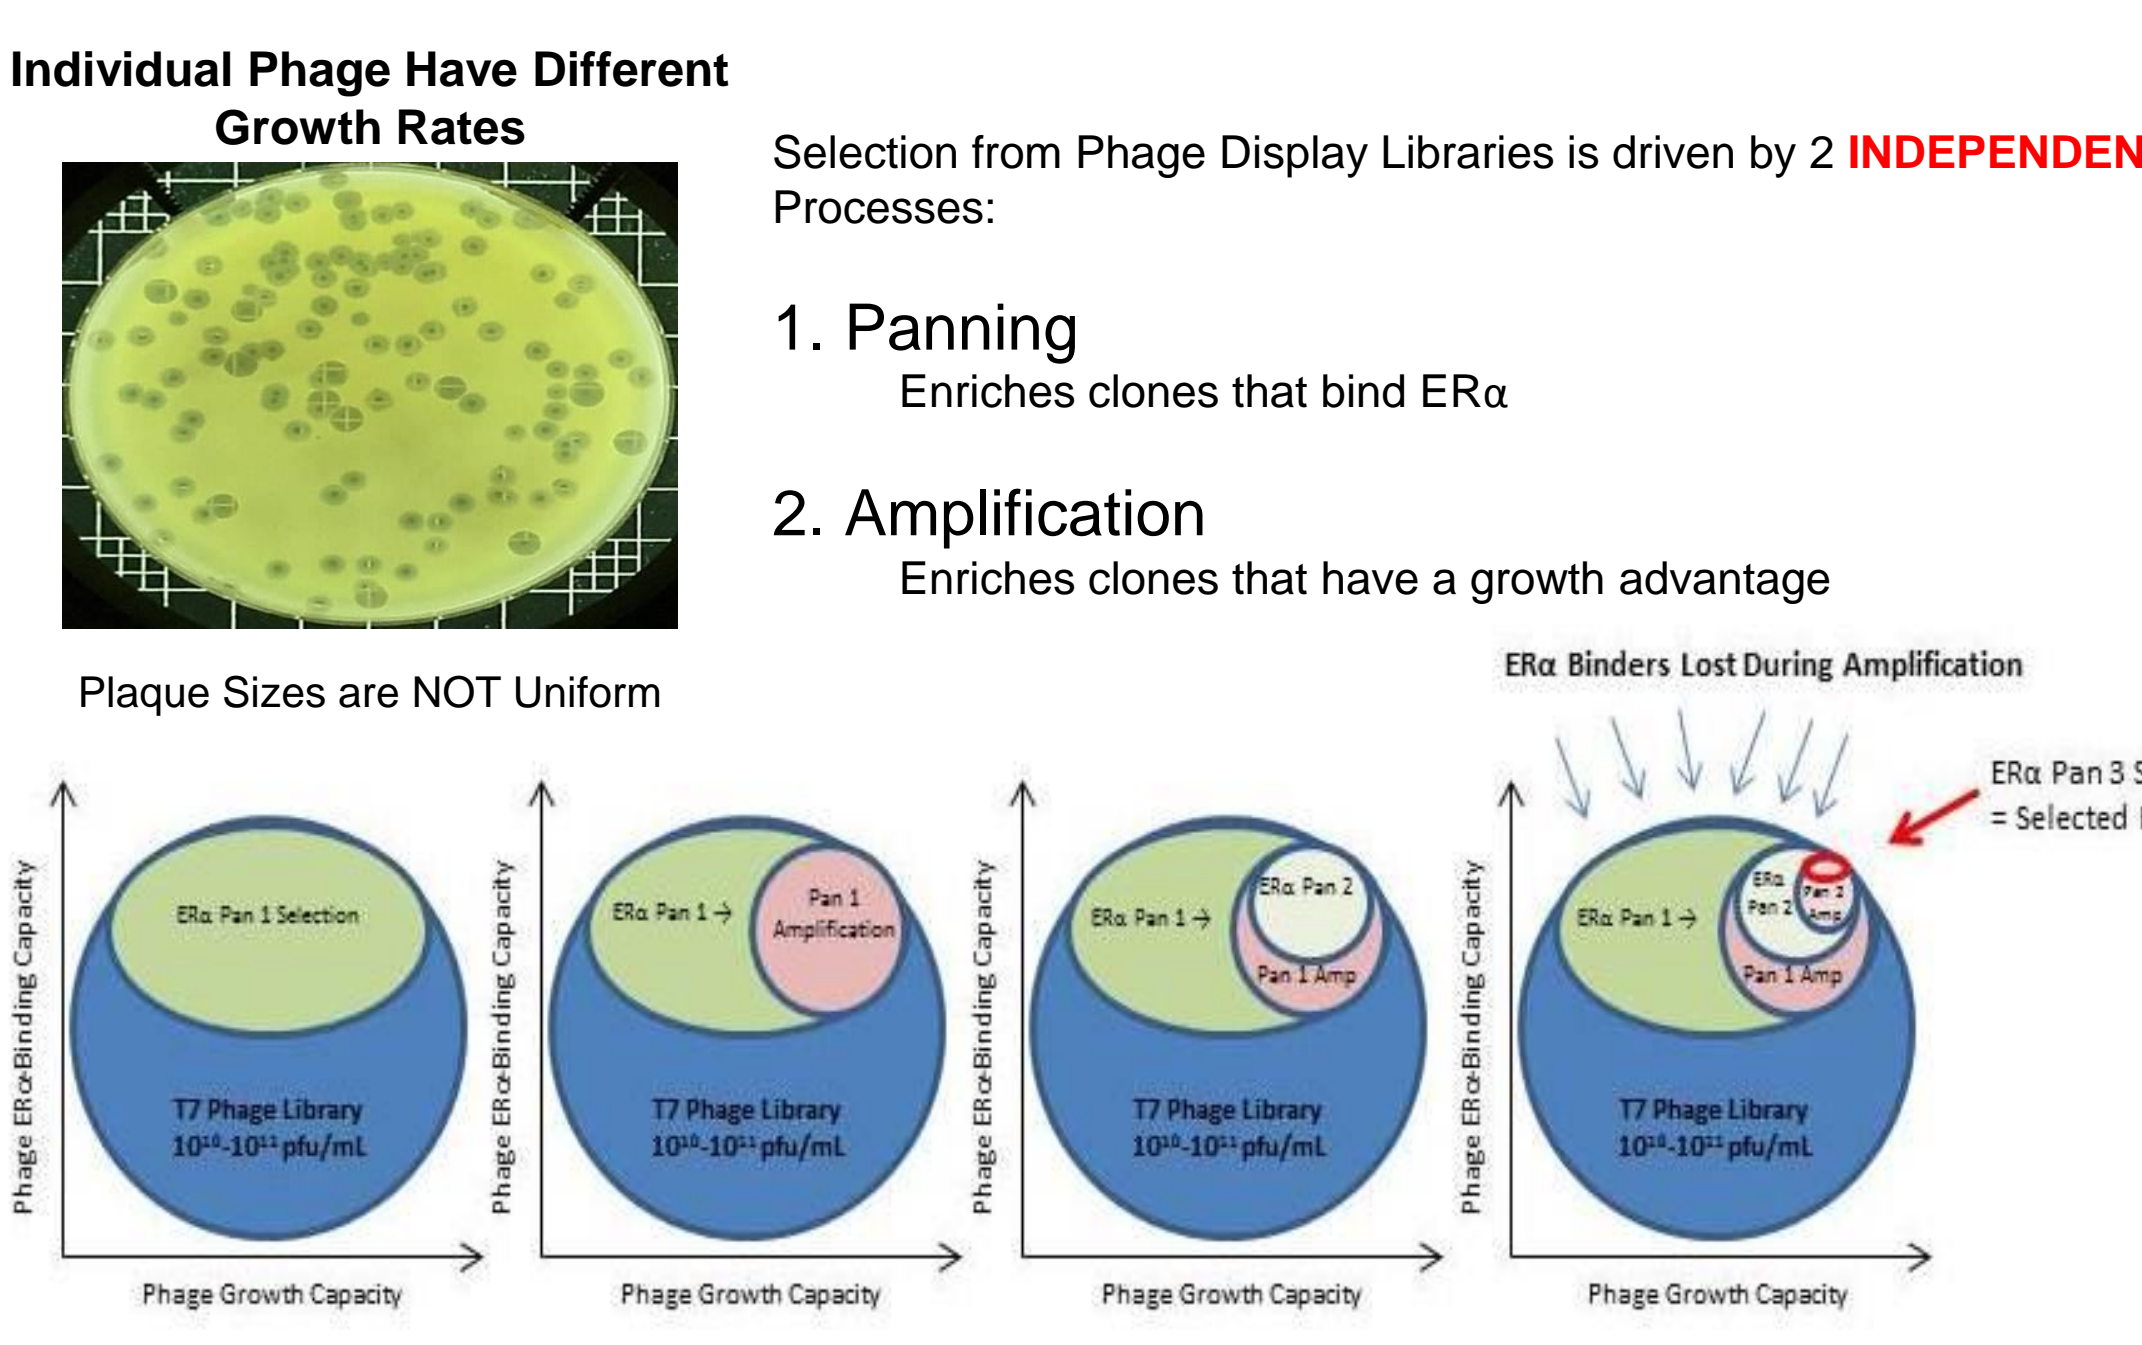 Individual Phage Have Different
Growth Rates
Selection from Phage Display Libraries is driven by 2 INDEPENDEN
Processes:
1. Panning
Enriches clones that bind ERα
2. Amplification
Enriches clones that have a growth advantage
Plaque Sizes are NOT Uniform
ERα Binders Lost During Amplification
ERα Pan 3 S
= Selected
Phage ERα-Binding Capacity
ERα Pan 1 Selection
T7 Phage Library
10¹⁰-10¹¹ pfu/mL
Phage Growth Capacity
Phage ERα-Binding Capacity
ERα Pan 1 →
Pan 1
Amplification
T7 Phage Library
10¹⁰-10¹¹ pfu/mL
Phage Growth Capacity
Phage ERα-Binding Capacity
ERα Pan 1 →
ERα Pan 2
Pan 1 Amp
T7 Phage Library
10¹⁰-10¹¹ pfu/mL
Phage Growth Capacity
Phage ERα-Binding Capacity
ERα Pan 1 →
ERα
Pan 2
Pan 2
Amp
Pan 1 Amp
T7 Phage Library
10¹⁰-10¹¹ pfu/mL
Phage Growth Capacity